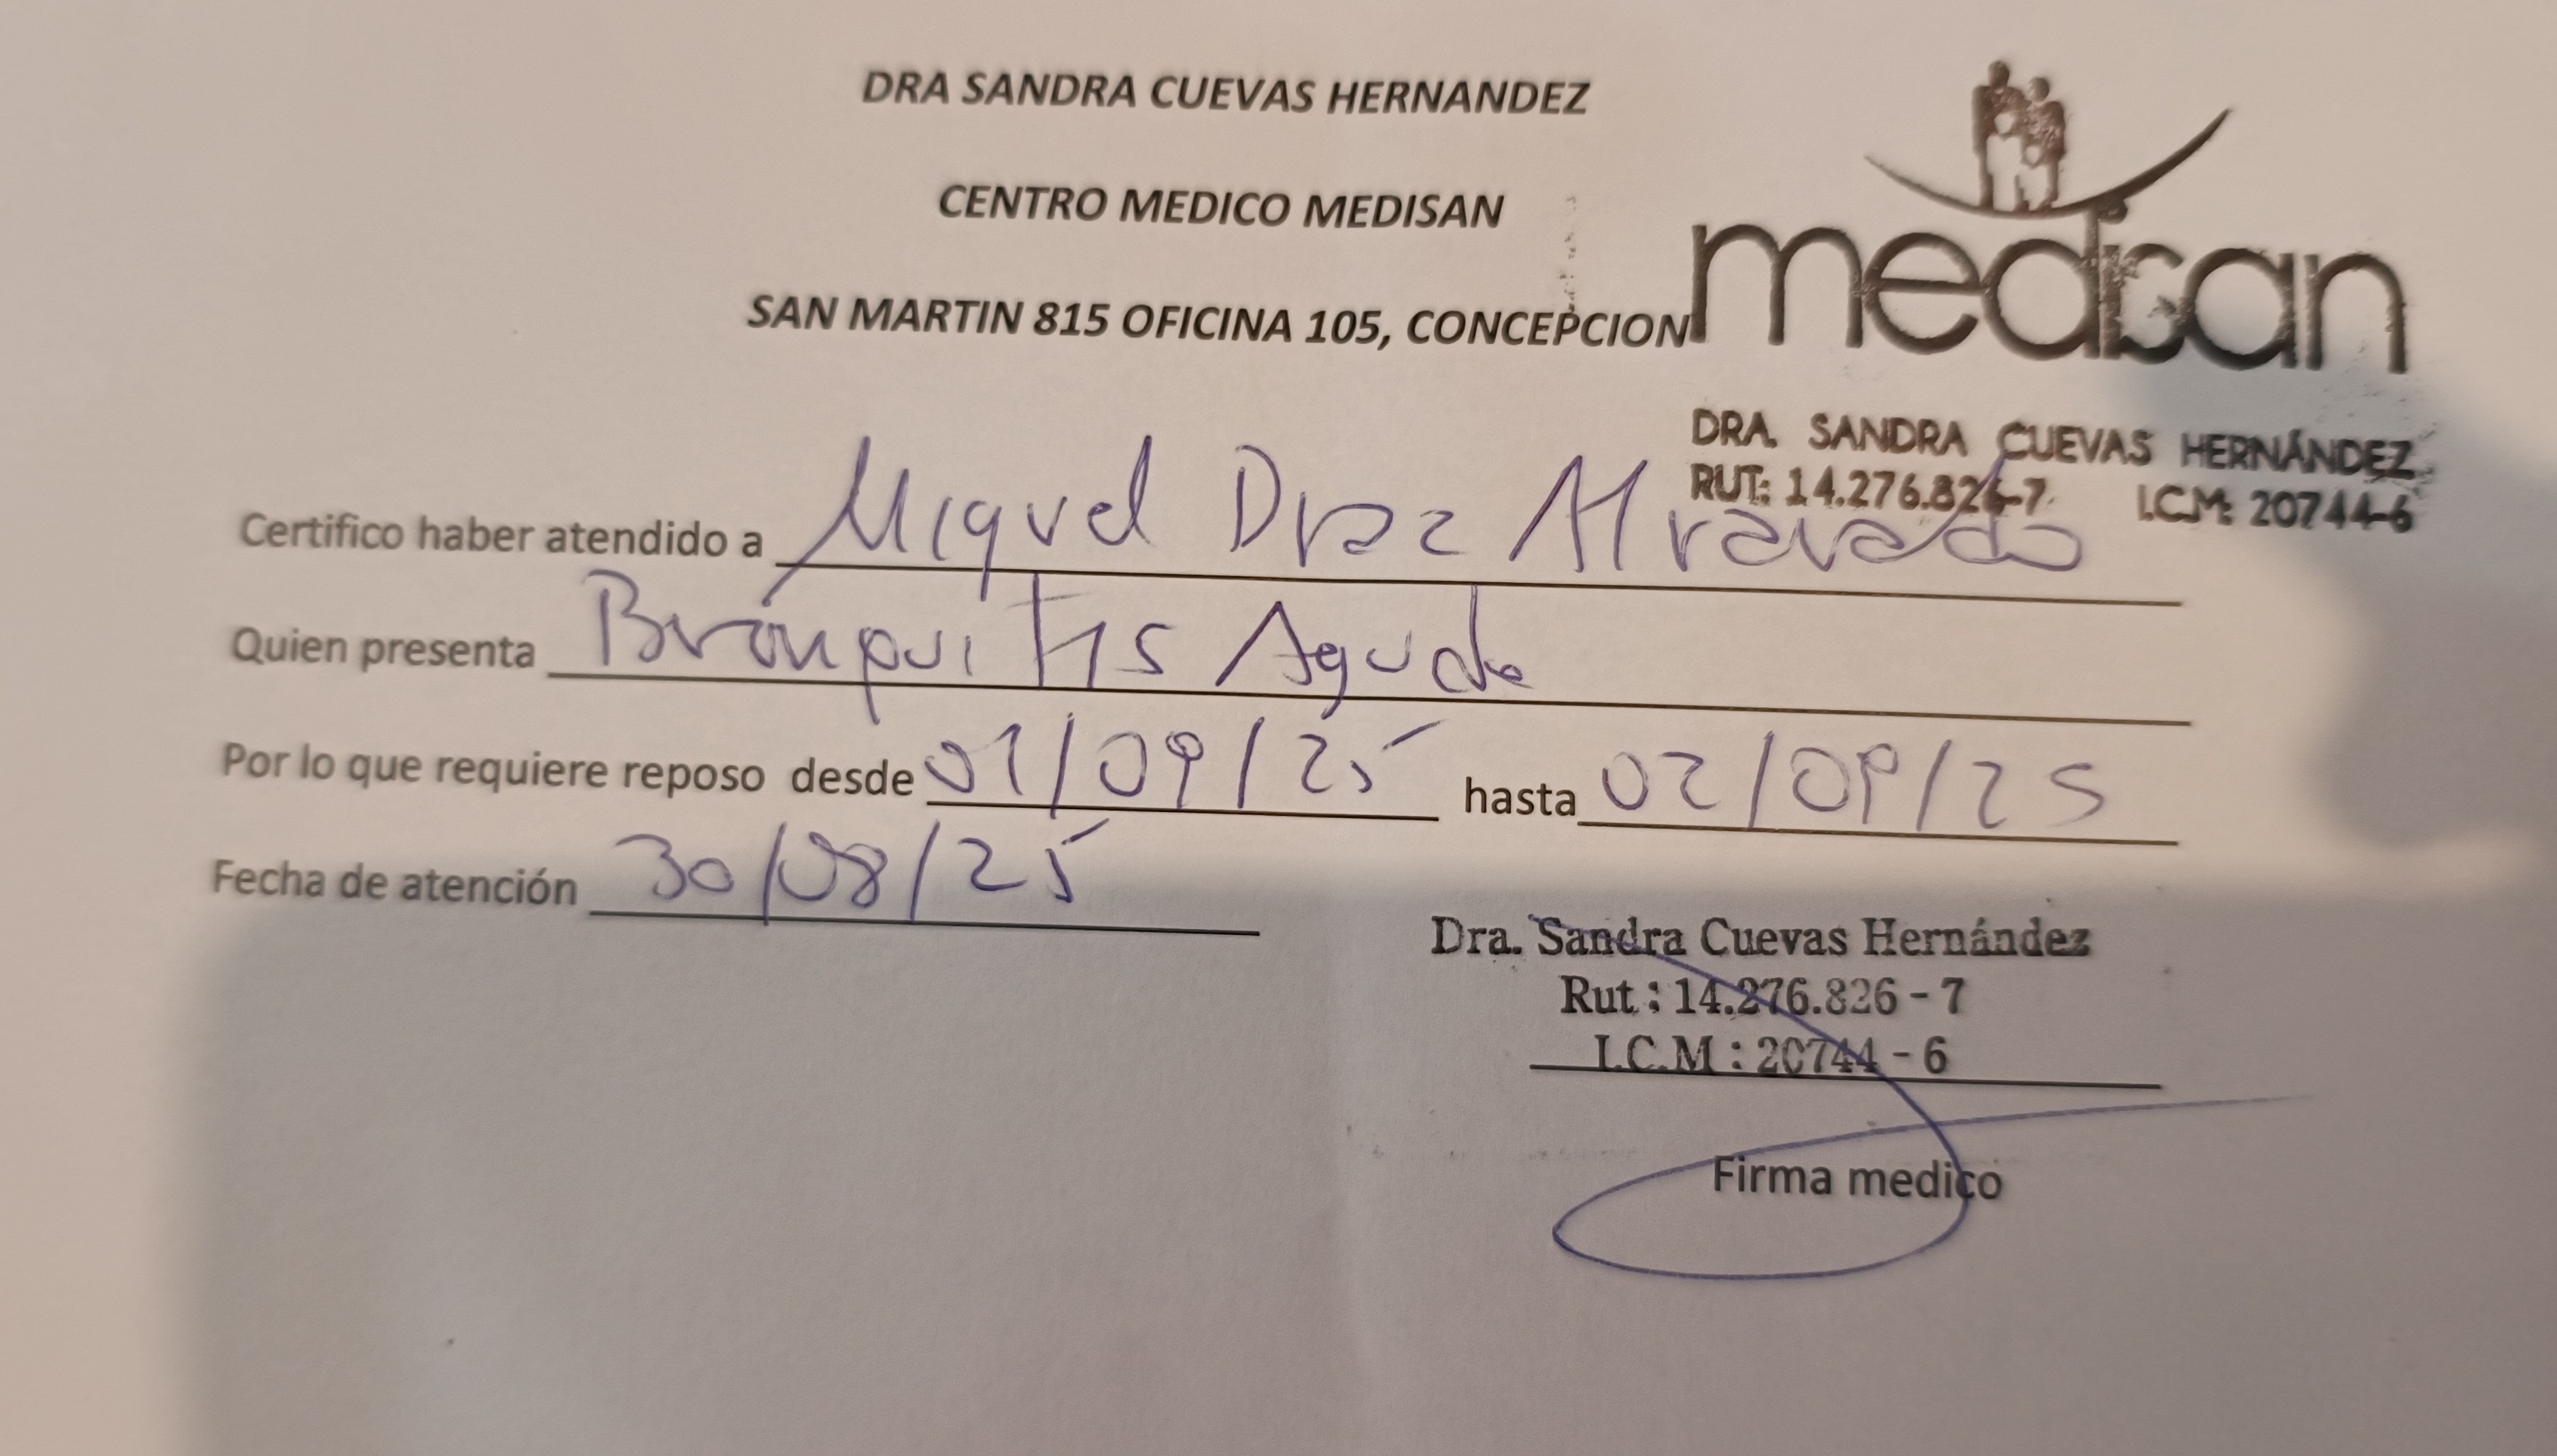 DRA SANDRA CUEVAS HERNANDEZ
CENTRO MEDICO MEDISAN
SAN MARTIN 815 OFICINA 105, CONCEPCION
medisan
DRA. SANDRA CUEVAS HERNÁNDEZ
RUT: 14.276.826-7 I.C.M: 20744-6
Certifico haber atendido a Miguel Diaz Alvarado
Quien presenta Bronquitis Aguda
Por lo que requiere reposo desde 01/09/25 hasta 02/09/25
Fecha de atención 30/08/25
Dra. Sandra Cuevas Hernández
Rut : 14.276.826 - 7
I.C.M : 20744 - 6
Firma medico